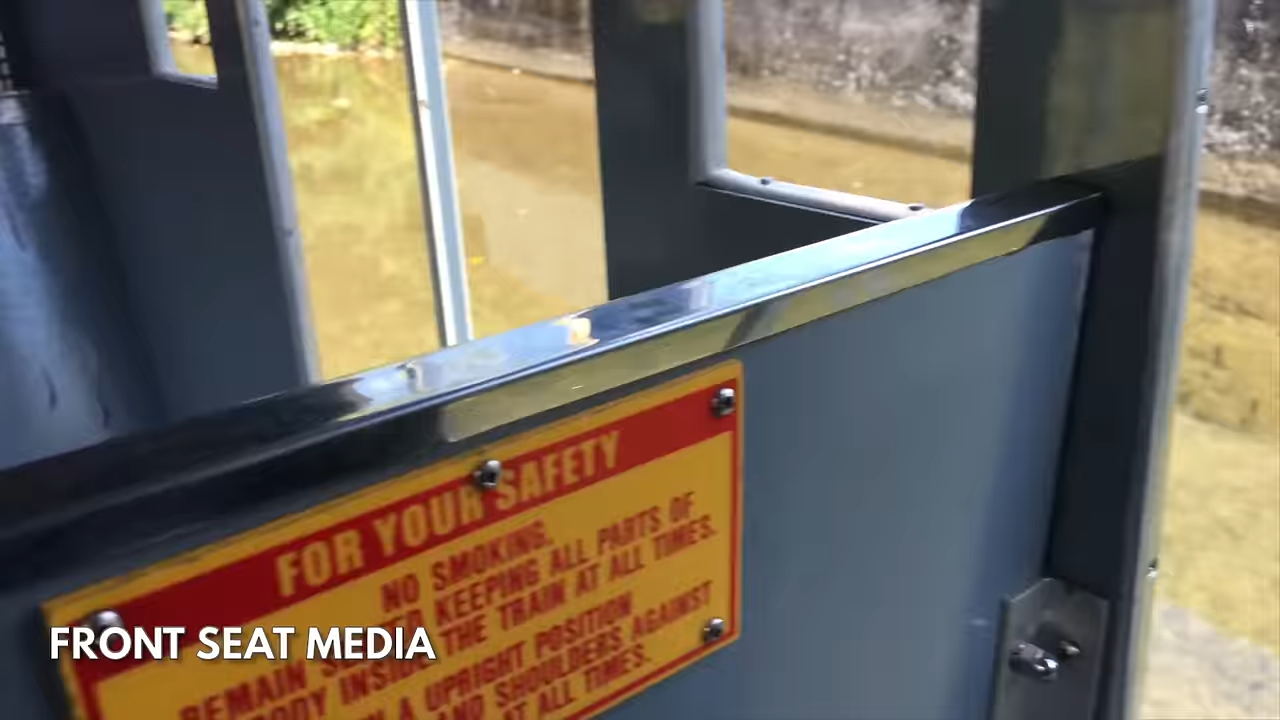 FOR YOUR SAFETY
NO SMOKING.
KEEPING ALL PARTS OF
BODY INSIDE THE TRAIN AT ALL TIMES.
REMAIN
A UPRIGHT POSITION
AND SHOULDERS AGAINST
AT ALL TIMES.
FRONT SEAT MEDIA